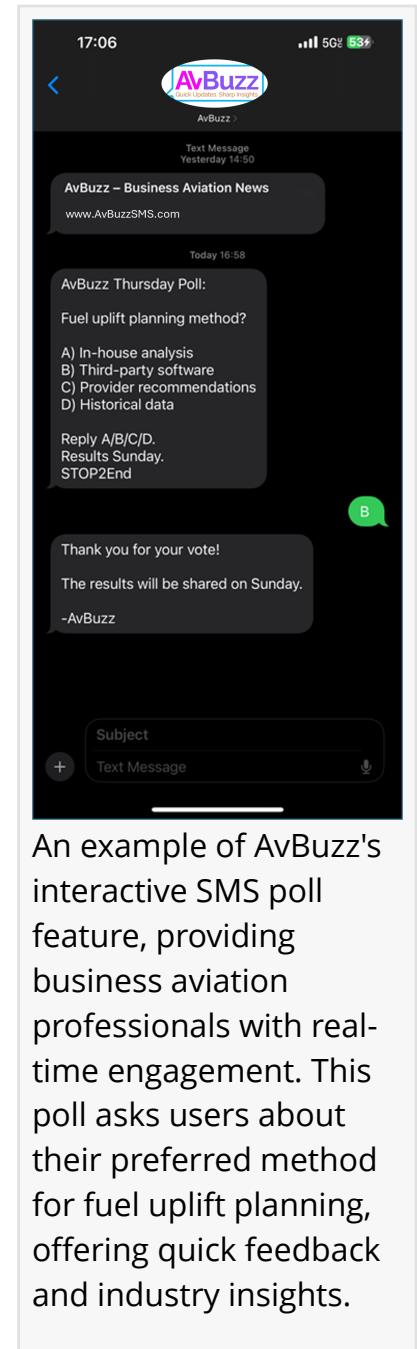 17:06
5GE 53
AvBuzz
Quick Updates. Sharp Insights
AvBuzz
Text Message
Yesterday 14:50
AvBuzz – Business Aviation News
www.AvBuzzSMS.com
Today 16:58
AvBuzz Thursday Poll:
Fuel uplift planning method?
A) In-house analysis
B) Third-party software
C) Provider recommendations
D) Historical data
Reply A/B/C/D.
Results Sunday.
STOP2End
B
Thank you for your vote!
The results will be shared on Sunday.
-AvBuzz
Subject
Text Message
An example of AvBuzz's
interactive SMS poll
feature, providing
business aviation
professionals with real-
time engagement. This
poll asks users about
their preferred method
for fuel uplift planning,
offering quick feedback
and industry insights.